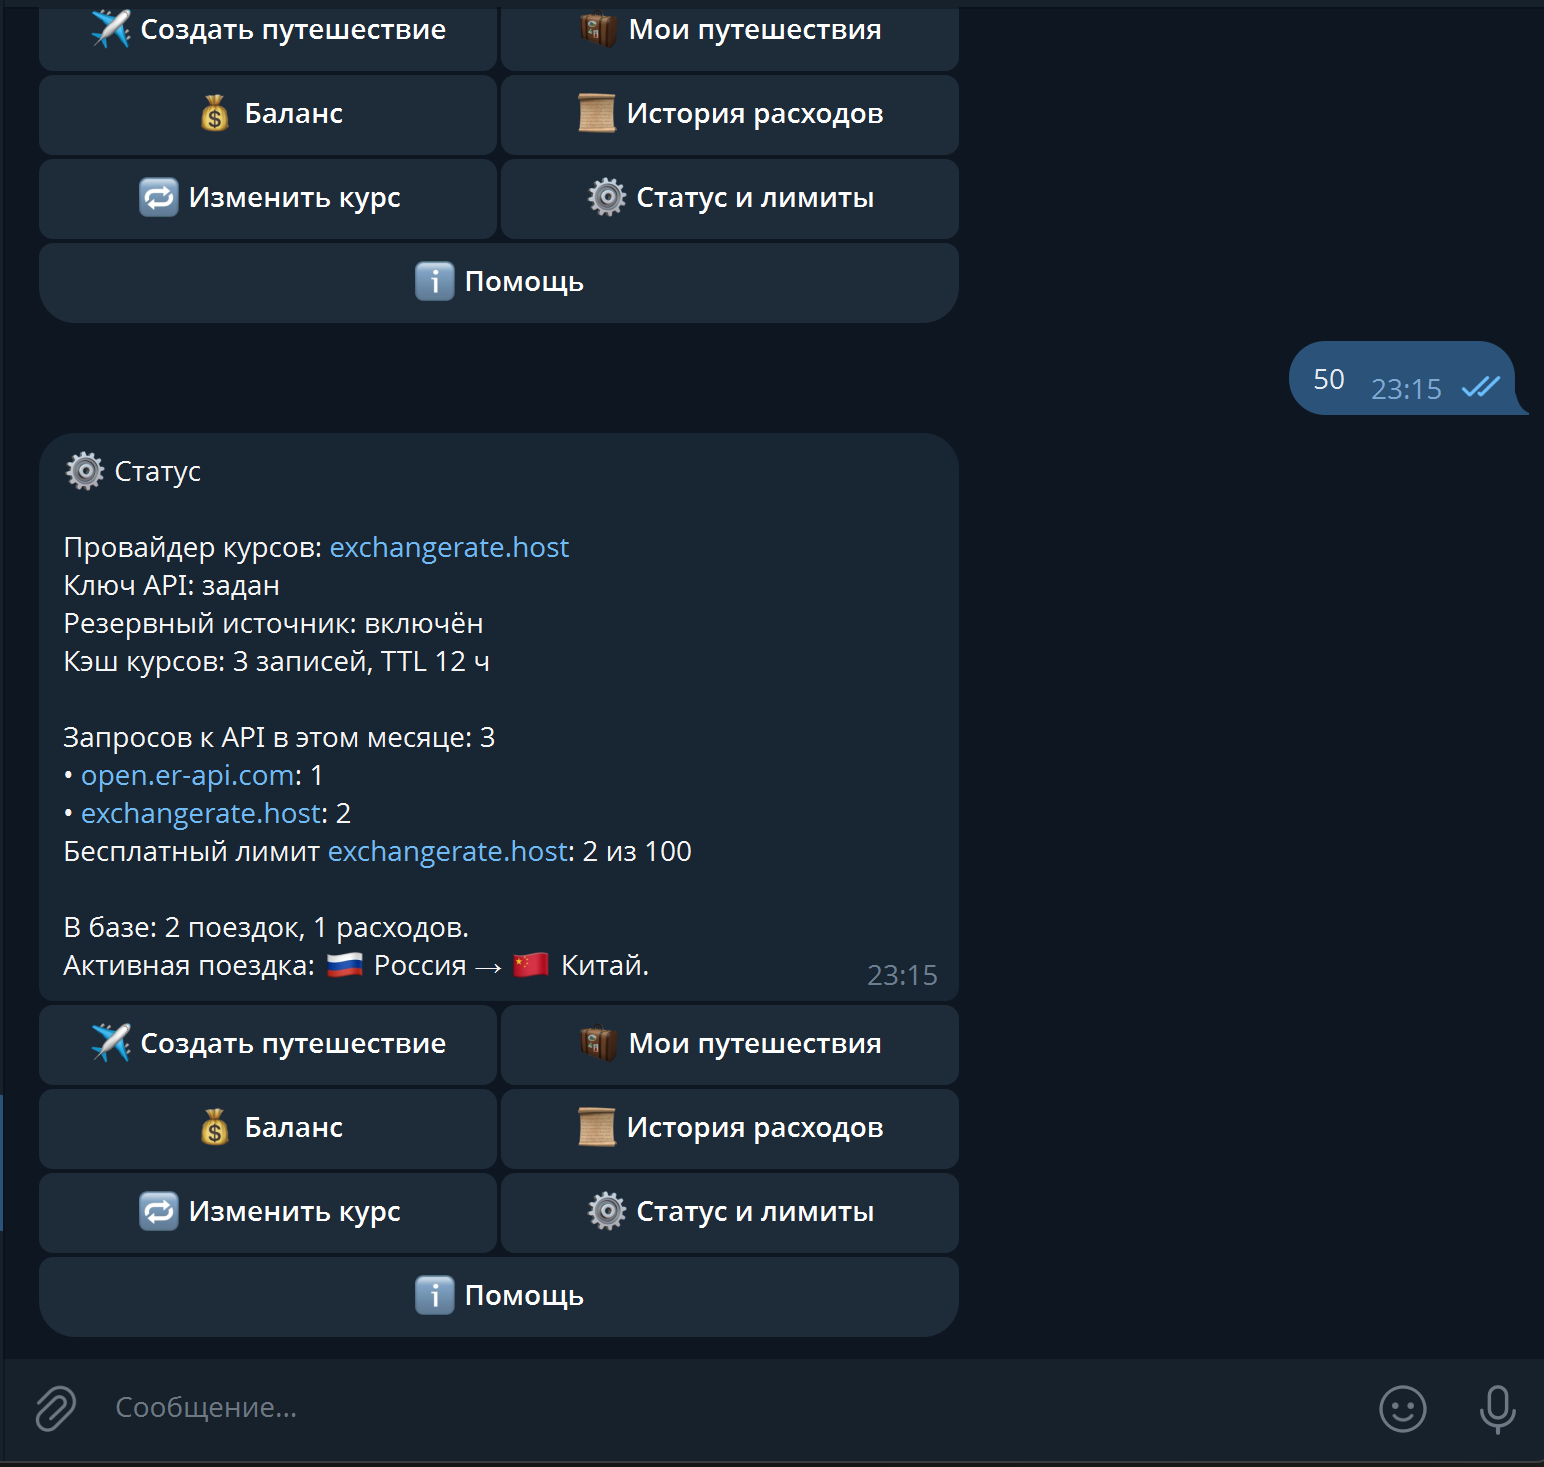 Создать путешествие
Мои путешествия
Баланс
История расходов
Изменить курс
Статус и лимиты
Помощь
50 23:15
Статус
Провайдер курсов: exchangerate.host
Ключ API: задан
Резервный источник: включён
Кэш курсов: 3 записей, TTL 12 ч
Запросов к API в этом месяце: 3
• open.er-api.com: 1
• exchangerate.host: 2
Бесплатный лимит exchangerate.host: 2 из 100
В базе: 2 поездок, 1 расходов.
Активная поездка: 🇷🇺 Россия → 🇨🇳 Китай.
23:15
Создать путешествие
Мои путешествия
Баланс
История расходов
Изменить курс
Статус и лимиты
Помощь
Сообщение...